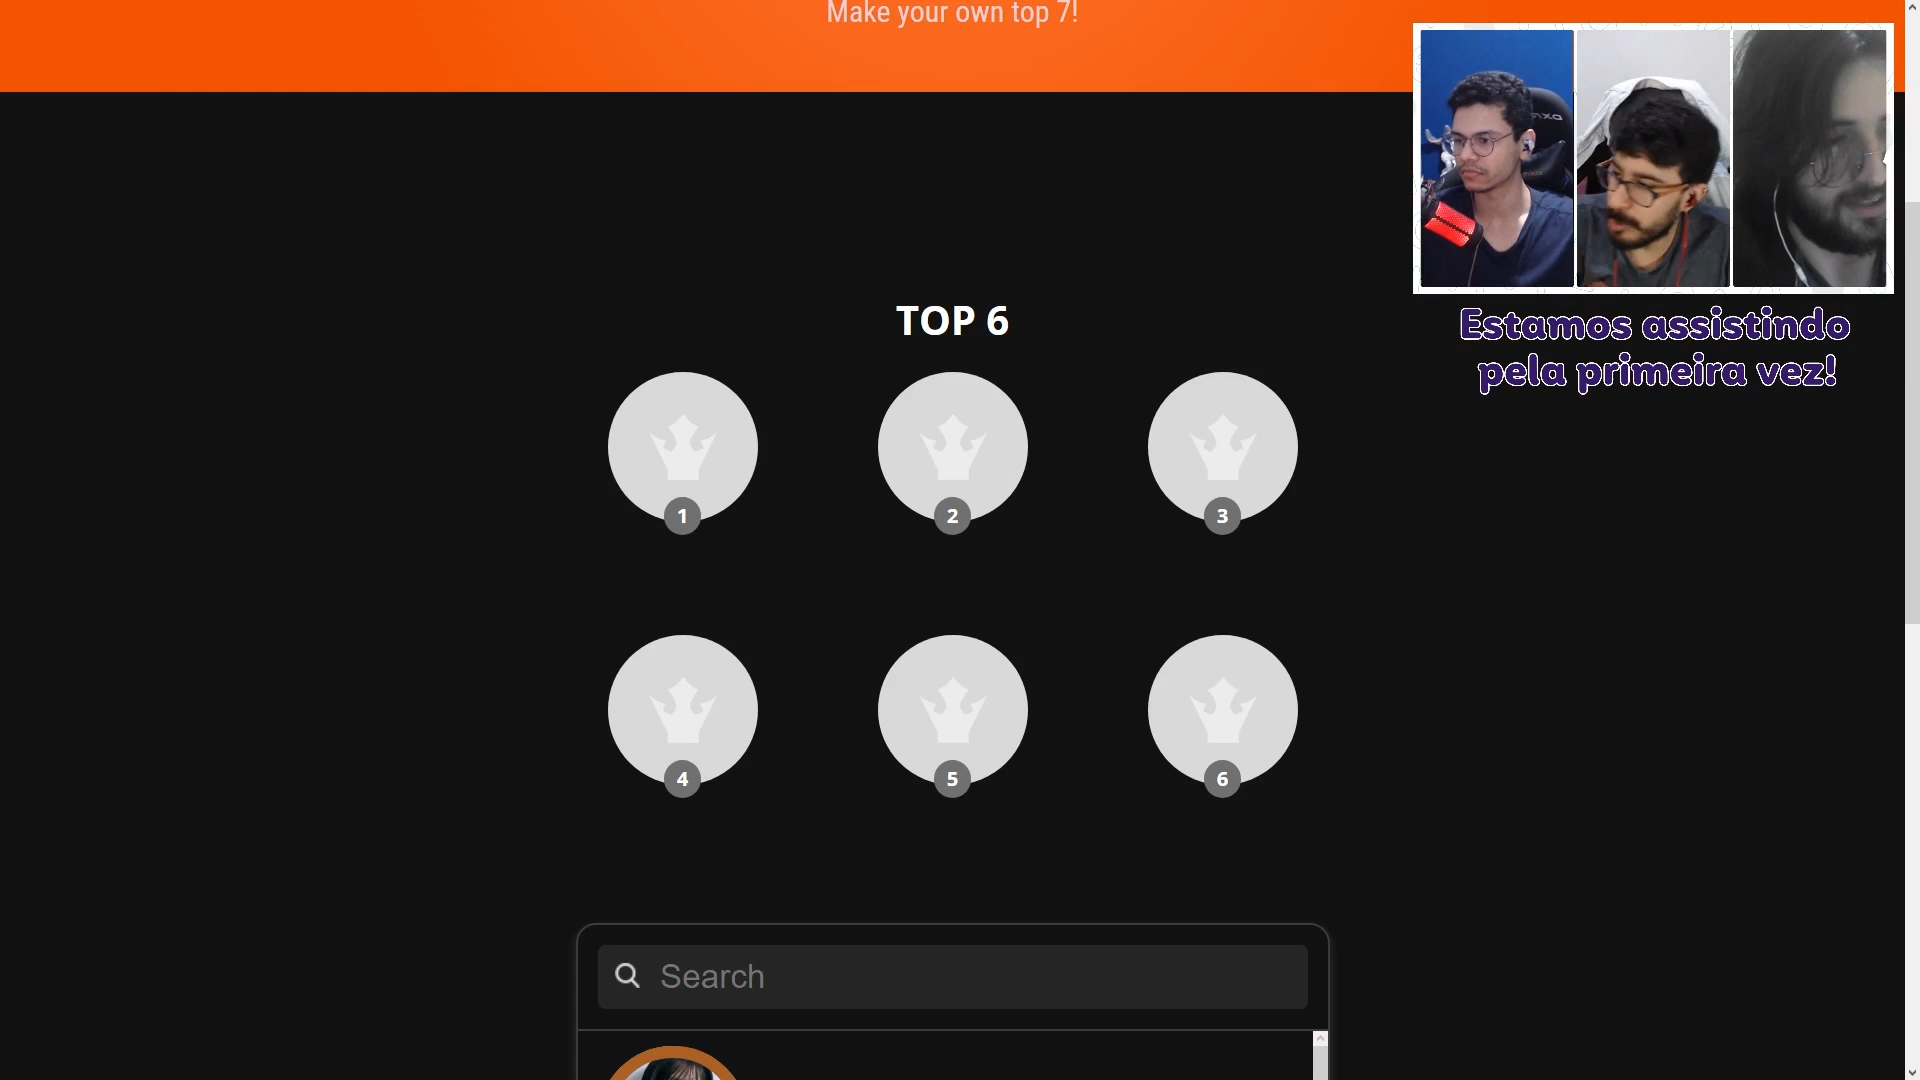 Make your own top 7!
Estamos assistindo
pela primeira vez!
TOP 6
1
2
3
4
5
6
Search